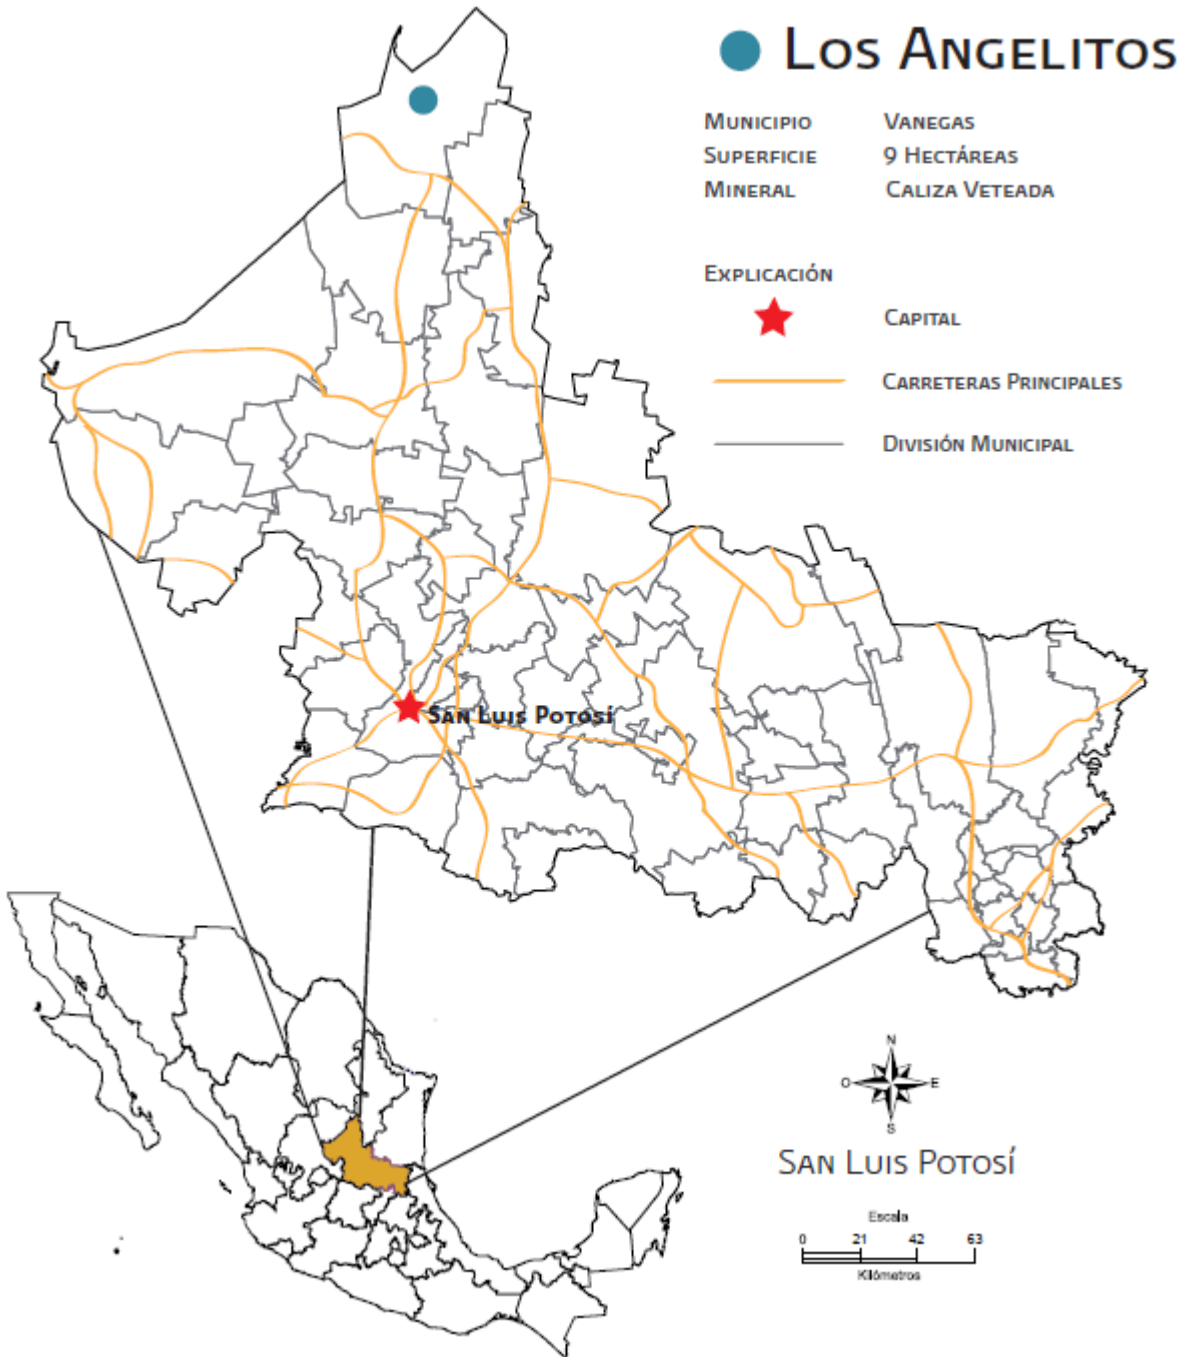 Los Angelitos
Municipio Vanegas
Superficie 9 Hectáreas
Mineral Caliza Veteada
Explicación
Capital
Carreteras Principales
División Municipal
San Luis Potosí
N
O E
S
San Luis Potosí
Escala
0 21 42 63
Kilómetros